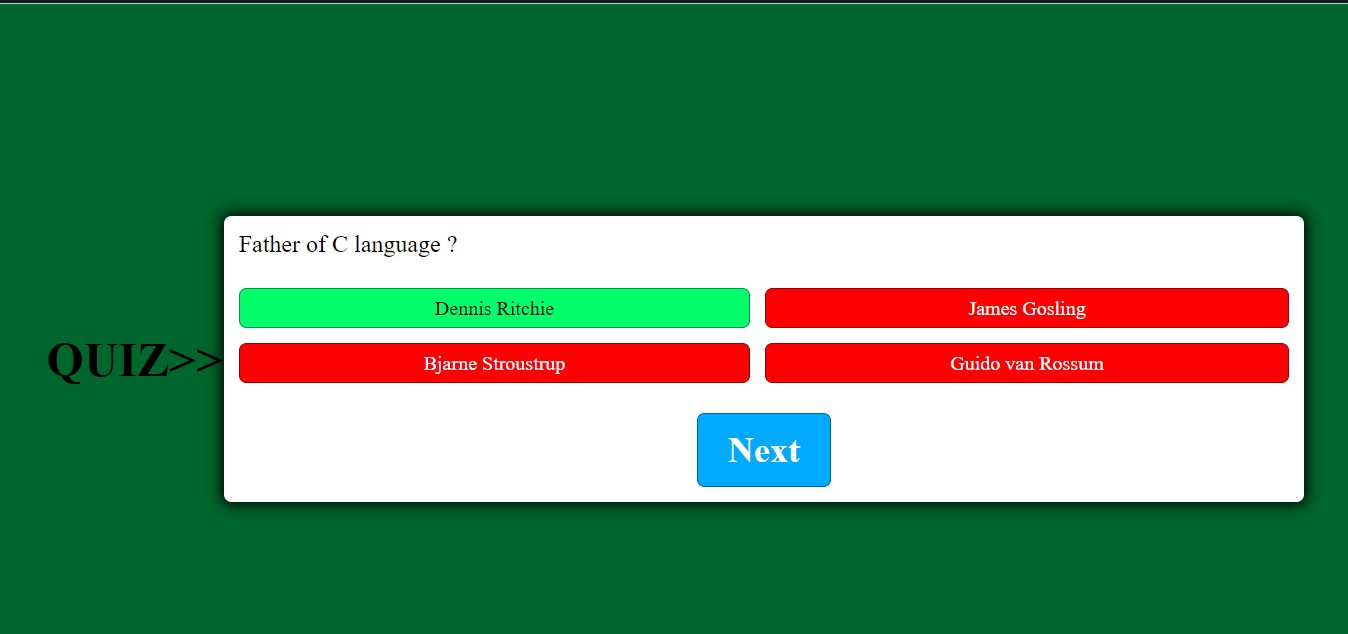 Father of C language ?
Dennis Ritchie
James Gosling
QUIZ>>
Bjarne Stroustrup
Guido van Rossum
Next